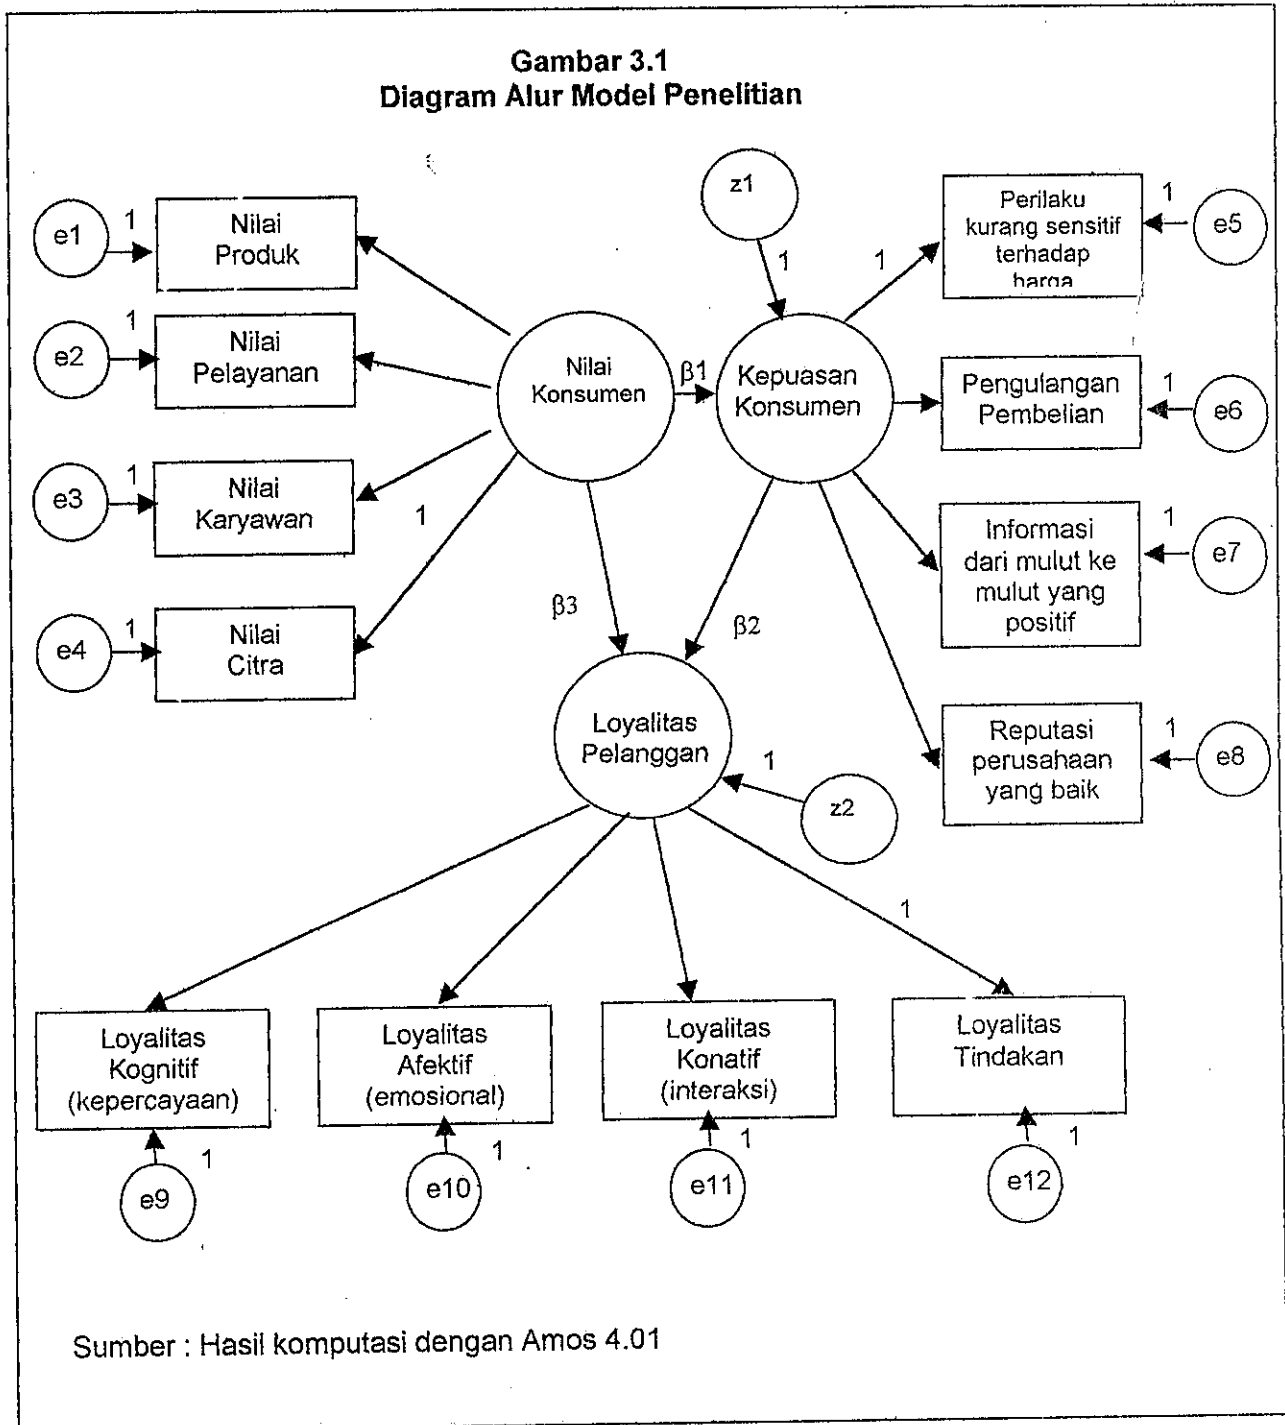 Gambar 3.1
Diagram Alur Model Penelitian
z1
1
e1
1
Nilai
Produk
Perilaku
kurang sensitif
terhadap
harga
1
e5
1
1
e2
1
Nilai
Pelayanan
Nilai
Konsumen
β1
Kepuasan
Konsumen
Pengulangan
Pembelian
1
e6
e3
1
Nilai
Karyawan
1
Informasi
dari mulut ke
mulut yang
positif
1
e7
β3
β2
e4
1
Nilai
Citra
Loyalitas
Pelanggan
1
z2
Reputasi
perusahaan
yang baik
1
e8
1
Loyalitas
Kognitif
(kepercayaan)
Loyalitas
Afektif
(emosional)
Loyalitas
Konatif
(interaksi)
Loyalitas
Tindakan
1
e9
1
e10
1
e11
1
e12
Sumber : Hasil komputasi dengan Amos 4.01